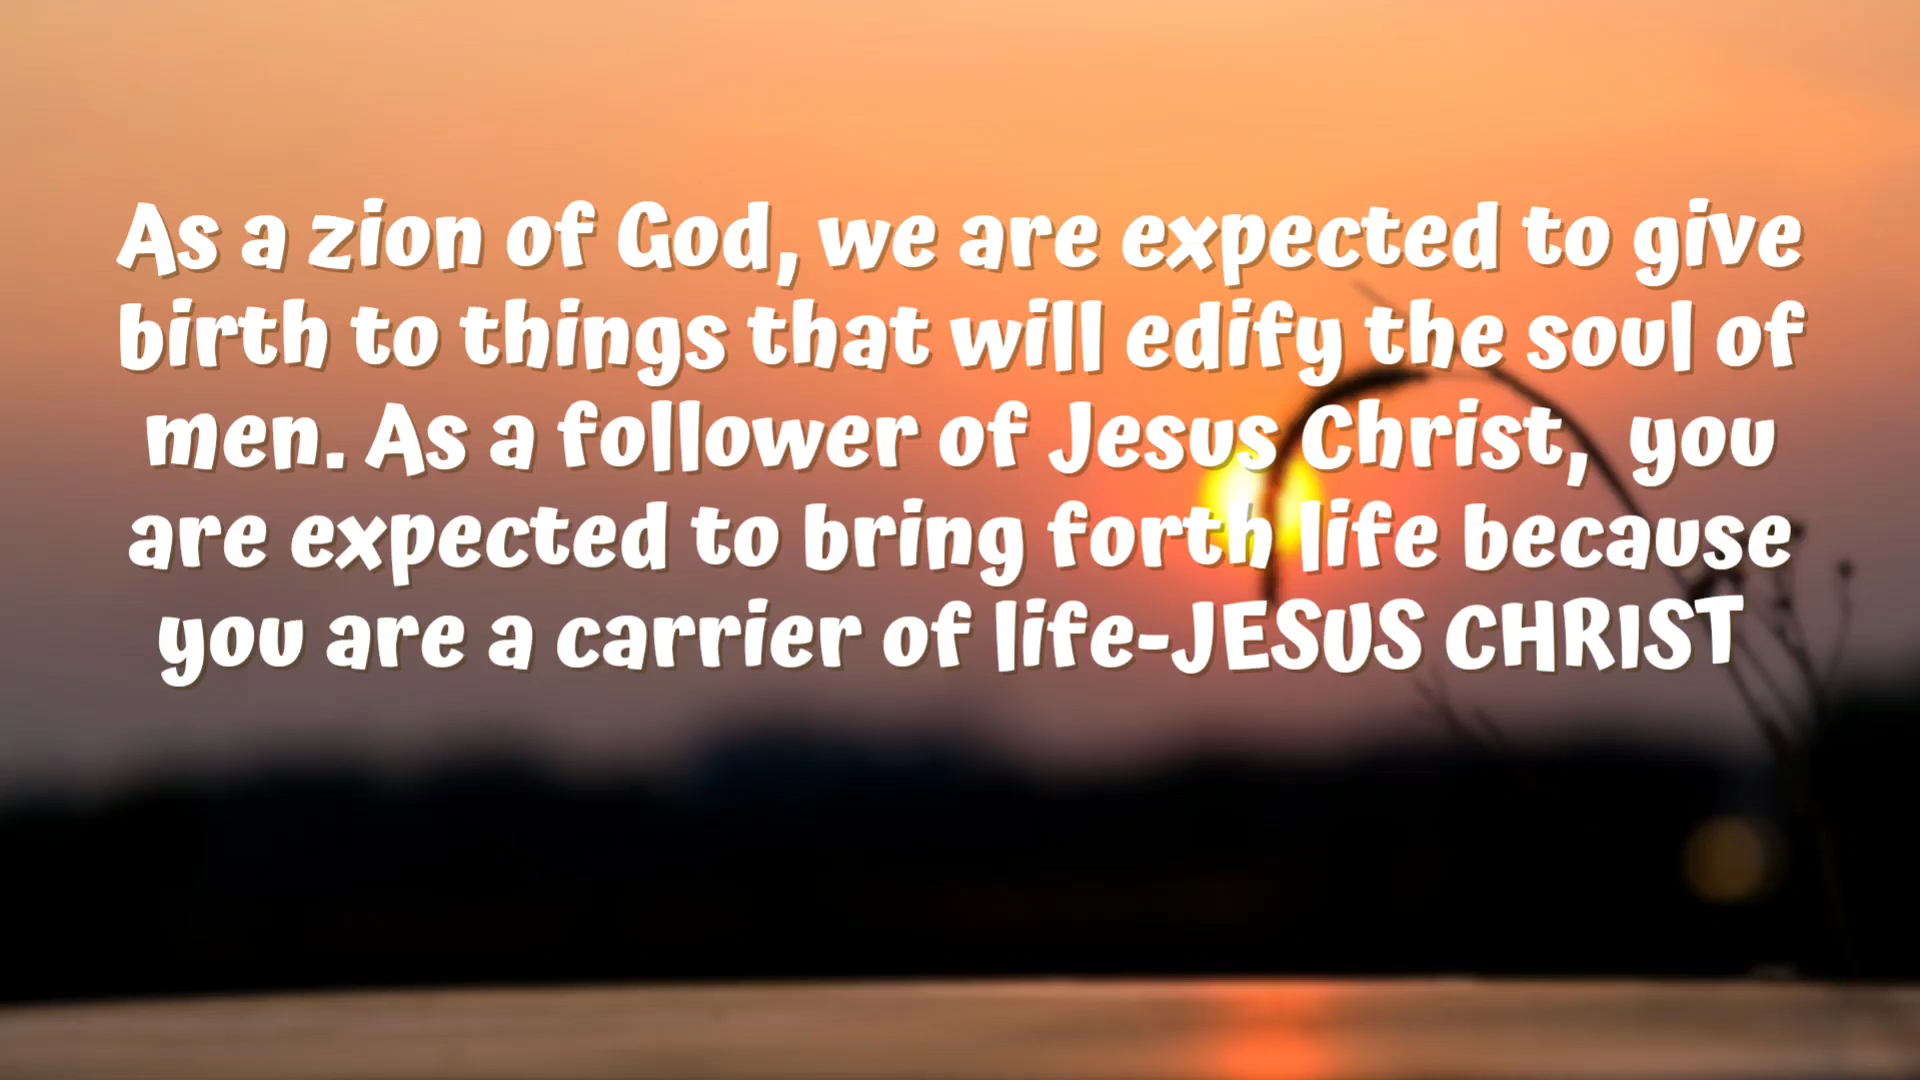 As a zion of God, we are expected to give
birth to things that will edify the soul of
men. As a follower of Jesus Christ,  you
are expected to bring forth life because
you are a carrier of life-JESUS CHRIST